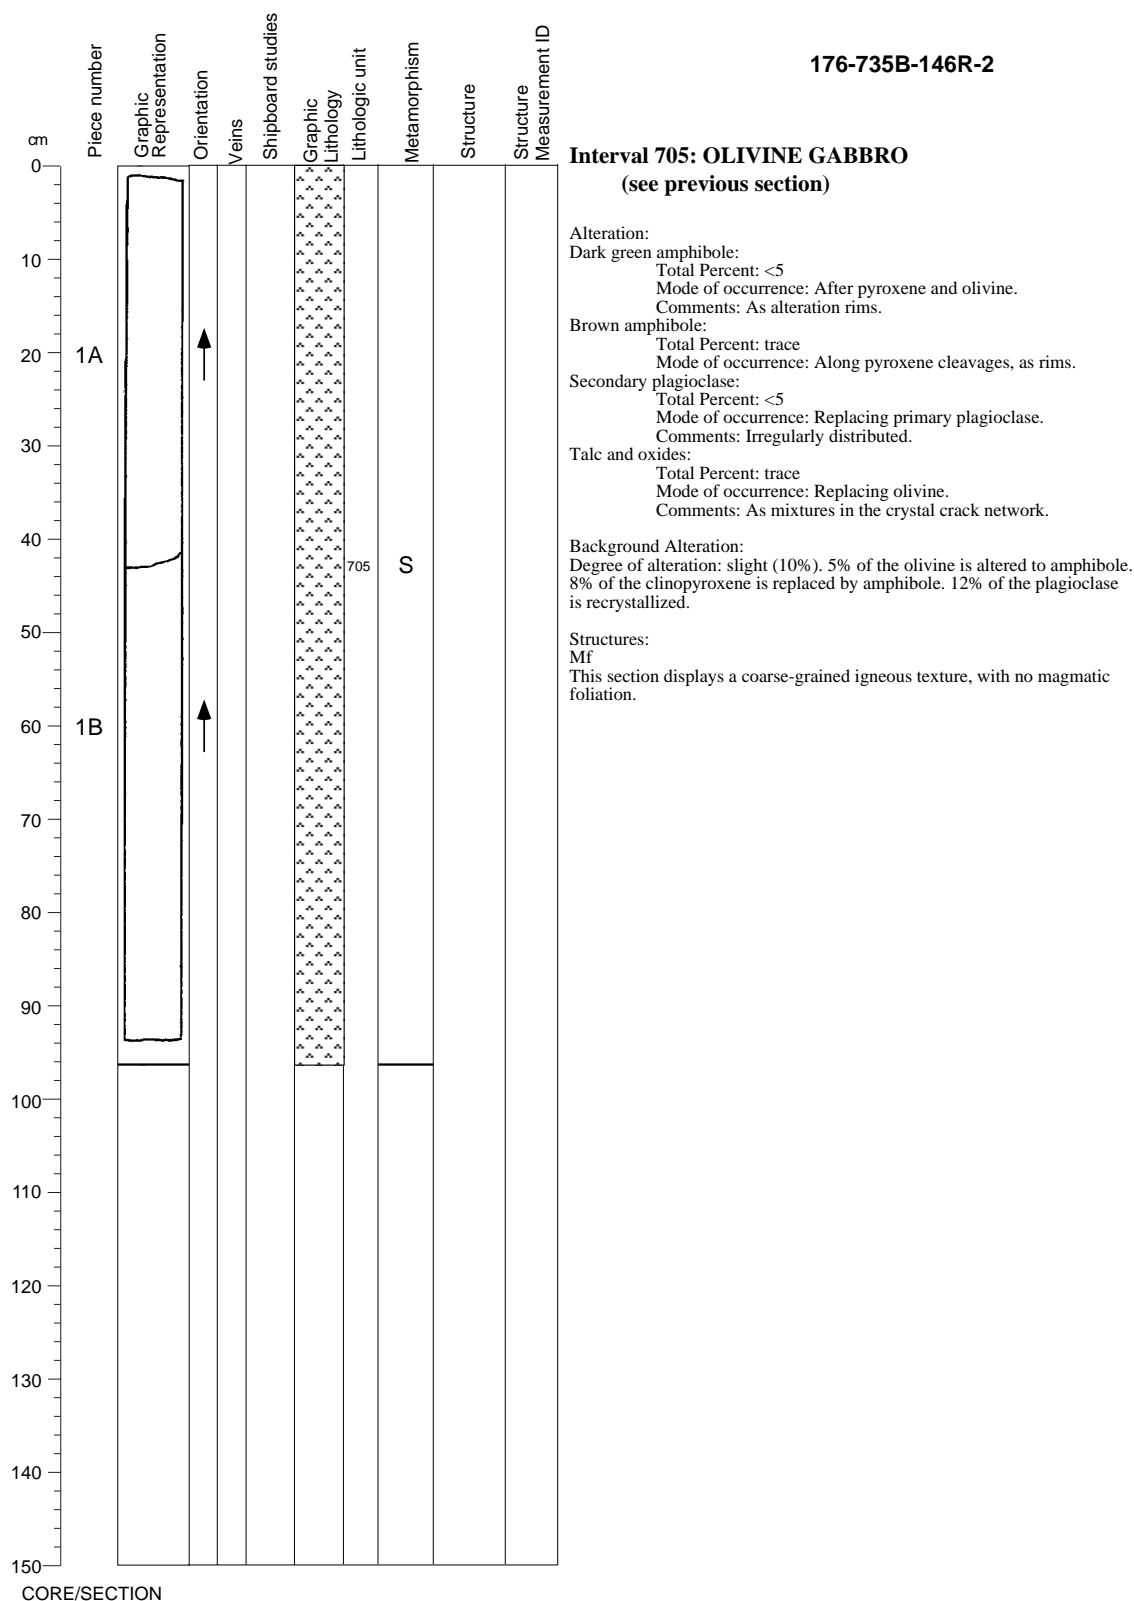 176-735B-146R-2
cm
Piece number
Graphic
Representation
Orientation
Veins
Shipboard studies
Graphic
Lithology
Lithologic unit
Metamorphism
Structure
Structure
Measurement ID
0
10
20
30
40
50
60
70
80
90
100
110
120
130
140
150
1A
1B
705
S
CORE/SECTION
Interval 705: OLIVINE GABBRO
(see previous section)
Alteration:
Dark green amphibole:
Total Percent: <5
Mode of occurrence: After pyroxene and olivine.
Comments: As alteration rims.
Brown amphibole:
Total Percent: trace
Mode of occurrence: Along pyroxene cleavages, as rims.
Secondary plagioclase:
Total Percent: <5
Mode of occurrence: Replacing primary plagioclase.
Comments: Irregularly distributed.
Talc and oxides:
Total Percent: trace
Mode of occurrence: Replacing olivine.
Comments: As mixtures in the crystal crack network.
Background Alteration:
Degree of alteration: slight (10%). 5% of the olivine is altered to amphibole.
8% of the clinopyroxene is replaced by amphibole. 12% of the plagioclase
is recrystallized.
Structures:
Mf
This section displays a coarse-grained igneous texture, with no magmatic
foliation.